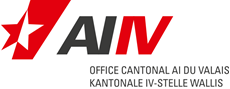 AIIV
OFFICE CANTONAL AI DU VALAIS
KANTONALE IV-STELLE WALLIS